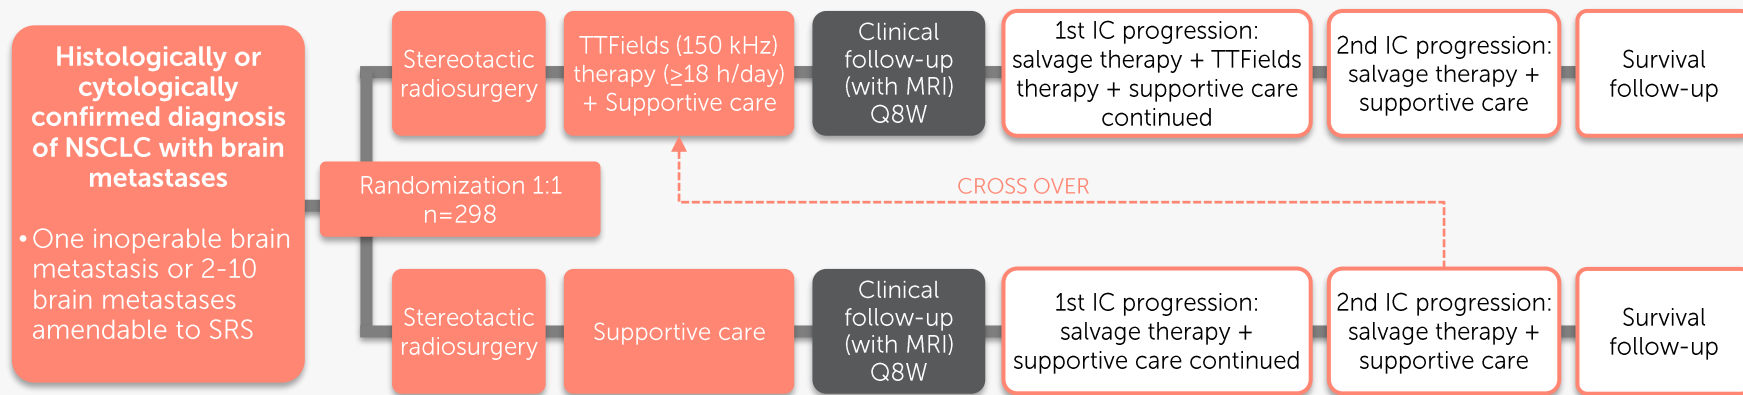 Histologically or
cytologically
confirmed diagnosis
of NSCLC with brain
metastases
• One inoperable brain
metastasis or 2-10
brain metastases
amendable to SRS
Randomization 1:1
n=298
Stereotactic
radiosurgery
TTFields (150 kHz)
therapy (≥18 h/day)
+ Supportive care
Clinical
follow-up
(with MRI)
Q8W
1st IC progression:
salvage therapy + TTFields
therapy + supportive care
continued
2nd IC progression:
salvage therapy +
supportive care
Survival
follow-up
CROSS OVER
Stereotactic
radiosurgery
Supportive care
Clinical
follow-up
(with MRI)
Q8W
1st IC progression:
salvage therapy +
supportive care continued
2nd IC progression:
salvage therapy +
supportive care
Survival
follow-up